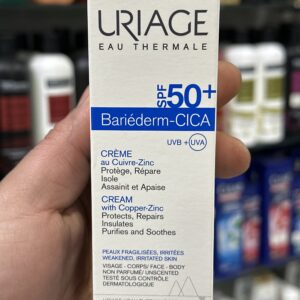 URIAGE
EAU THERMALE
SPF50+
Bariéderm-CICA
UVB + UVA
CRÈME
au Cuivre-Zinc
Protège, Répare
Isole
Assainit et Apaise
CREAM
with Copper-Zinc
Protects, Repairs
Insulates
Purifies and Soothes
PEAUX FRAGILISÉES, IRRITÉES
WEAKENED, IRRITATED SKIN
VISAGE - CORPS/ FACE - BODY
NON PARFUMÉ/ UNSCENTED
TESTÉ SOUS CONTRÔLE
DERMATOLOGIQUE